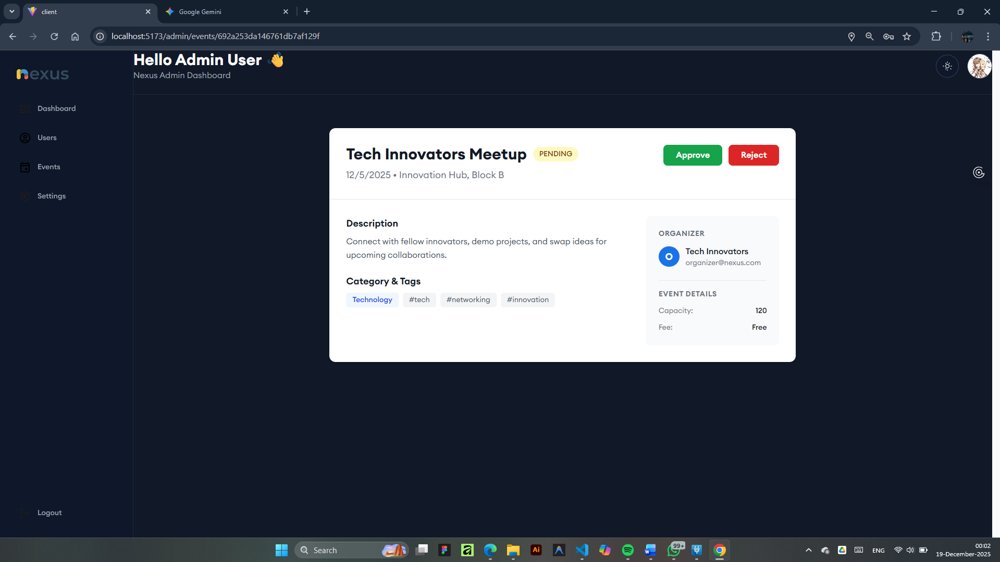 client
Google Gemini
localhost:5173/admin/events/692a253da146761db7af129f
nexus
Hello Admin User 👋
Nexus Admin Dashboard
Dashboard
Users
Events
Settings
Logout
Tech Innovators Meetup PENDING
12/5/2025 • Innovation Hub, Block B
Approve Reject
Description
Connect with fellow innovators, demo projects, and swap ideas for
upcoming collaborations.
Category & Tags
Technology #tech #networking #innovation
ORGANIZER
O
Tech Innovators
organizer@nexus.com
EVENT DETAILS
Capacity: 120
Fee: Free
Search
Ai
99+
ENG
00:02
19-December-2025